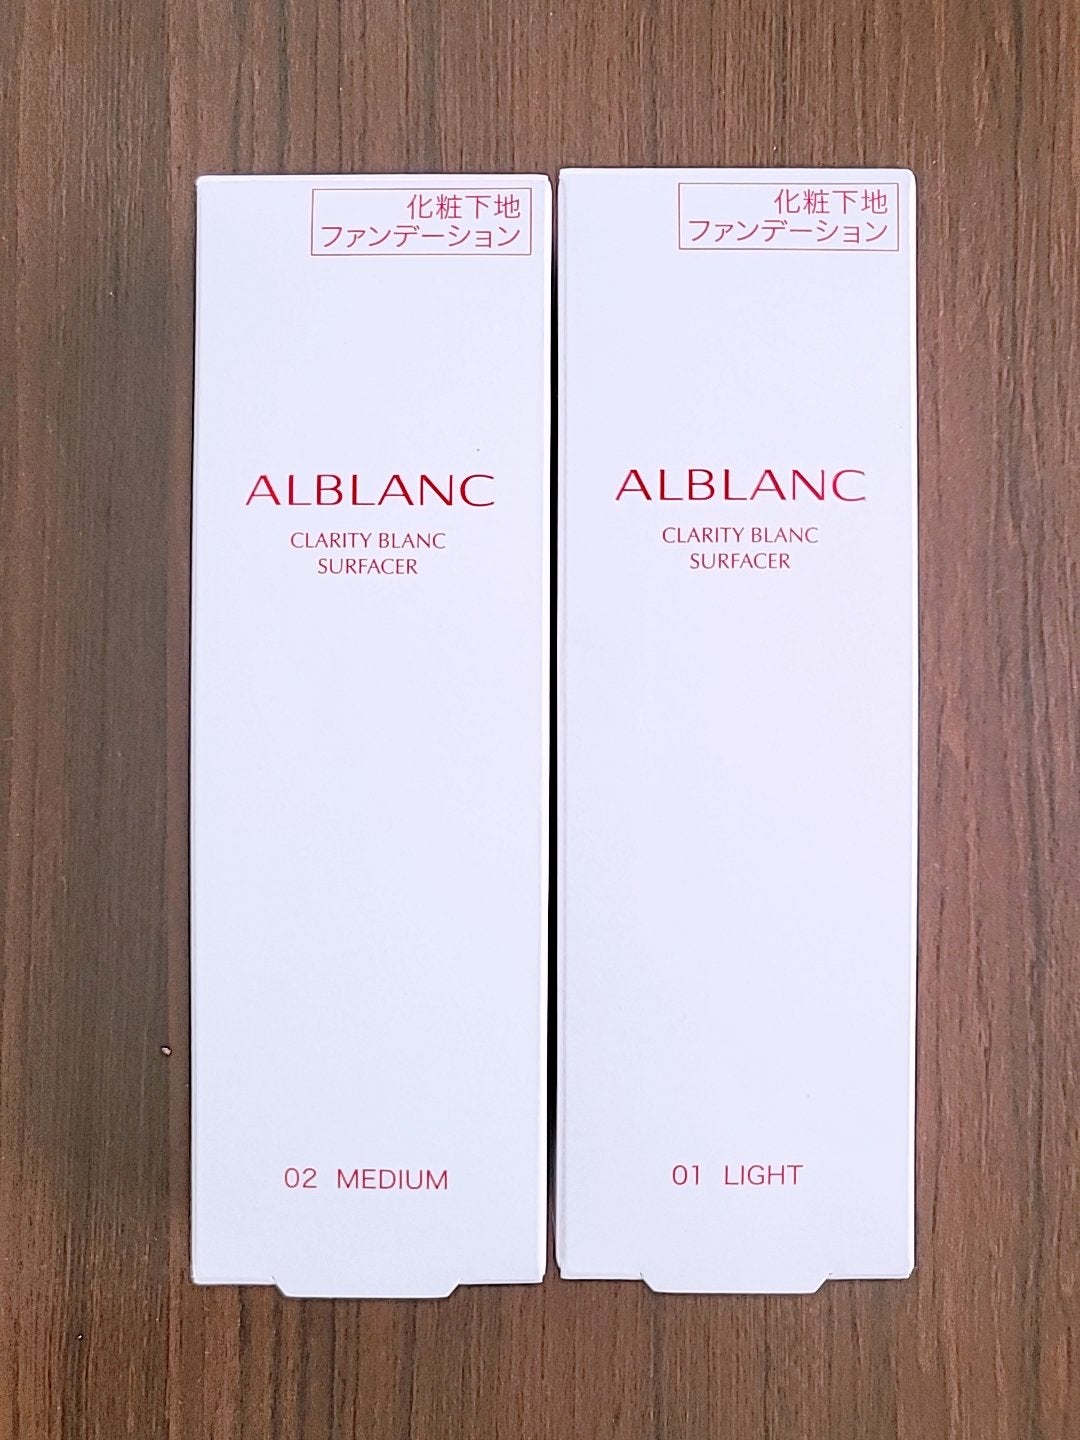 化粧下地
ファンデーション
ALBLANC
CLARITY BLANC
SURFACER
02 MEDIUM
化粧下地
ファンデーション
ALBLANC
CLARITY BLANC
SURFACER
01 LIGHT